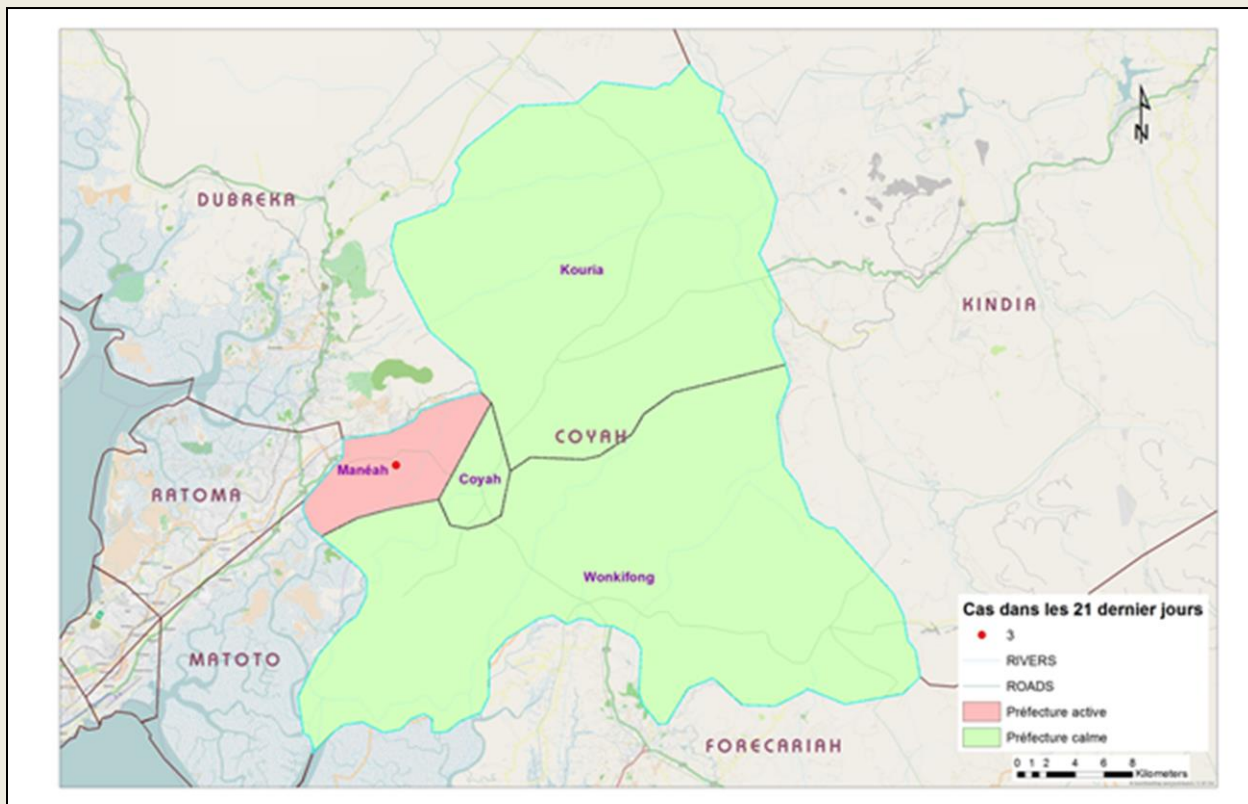 N
DUBREKA
Kouria
KINDIA
COYAH
Manéah
Coyah
RATOMA
Wonkifong
MATOTO
FORECARIAH
Cas dans les 21 dernier jours
3
RIVERS
ROADS
Préfecture active
Préfecture calme
0 1 2 4 6 8
Kilometers